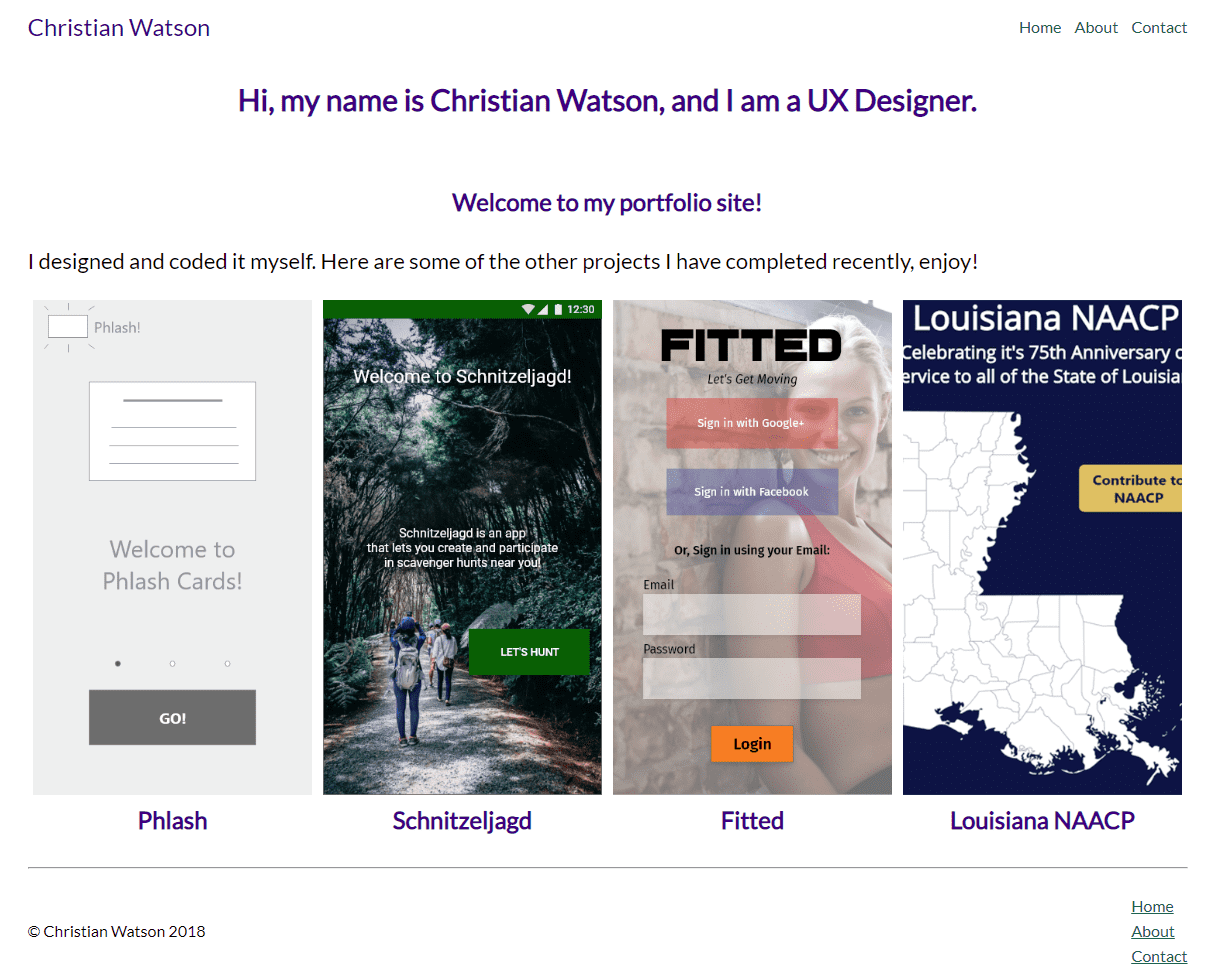 Christian Watson
Home About Contact
Hi, my name is Christian Watson, and I am a UX Designer.
Welcome to my portfolio site!
I designed and coded it myself. Here are some of the other projects I have completed recently, enjoy!
Phlash!
Welcome to
Phlash Cards!
GO!
Phlash
12:30
Welcome to Schnitzeljagd!
Schnitzeljagd is an app
that lets you create and participate
in scavenger hunts near you!
LET'S HUNT
Schnitzeljagd
FITTED
Let's Get Moving
Sign in with Google+
Sign in with Facebook
Or, Sign in using your Email:
Email
Password
Login
Fitted
Louisiana NAACP
Celebrating it's 75th Anniversary o
ervice to all of the State of Louisia
Contribute to
NAACP
Louisiana NAACP
© Christian Watson 2018
Home
About
Contact